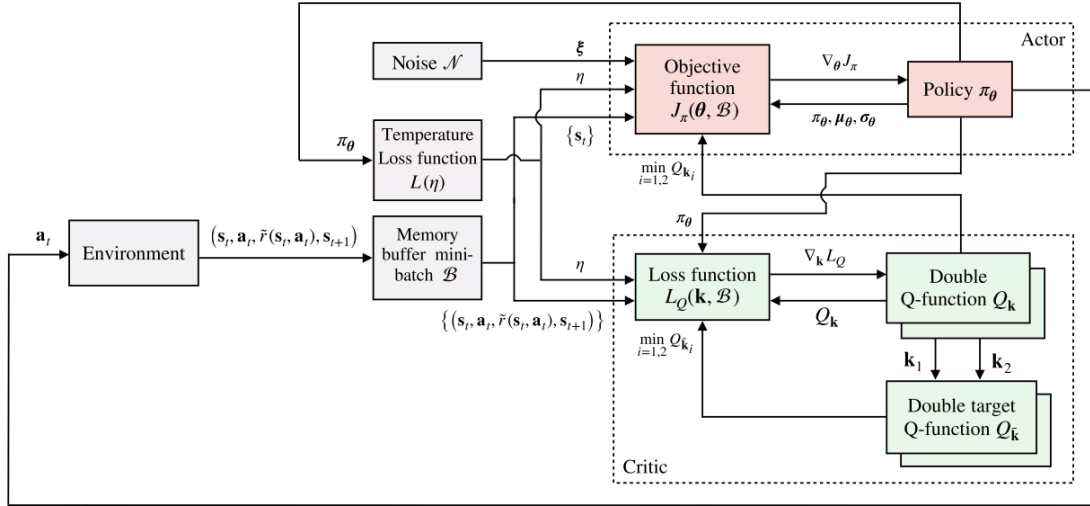 Actor
Noise 𝒩
ξ
η
{s_t}
Objective
function
J_π(θ, ℬ)
∇_θ J_π
π_θ, μ_θ, σ_θ
Policy π_θ
π_θ
Temperature
Loss function
L(η)
min_{i=1,2} Q_{k_i}
π_θ
a_t
Environment
(s_t, a_t, r̃(s_t, a_t), s_{t+1})
Memory
buffer mini-
batch ℬ
η
{(s_t, a_t, r̃(s_t, a_t), s_{t+1})}
Loss function
L_Q(k, ℬ)
∇_k L_Q
Q_k
Double
Q-function Q_k
min_{i=1,2} Q_{k̄_i}
k_1
k_2
Double target
Q-function Q_{k̄}
Critic